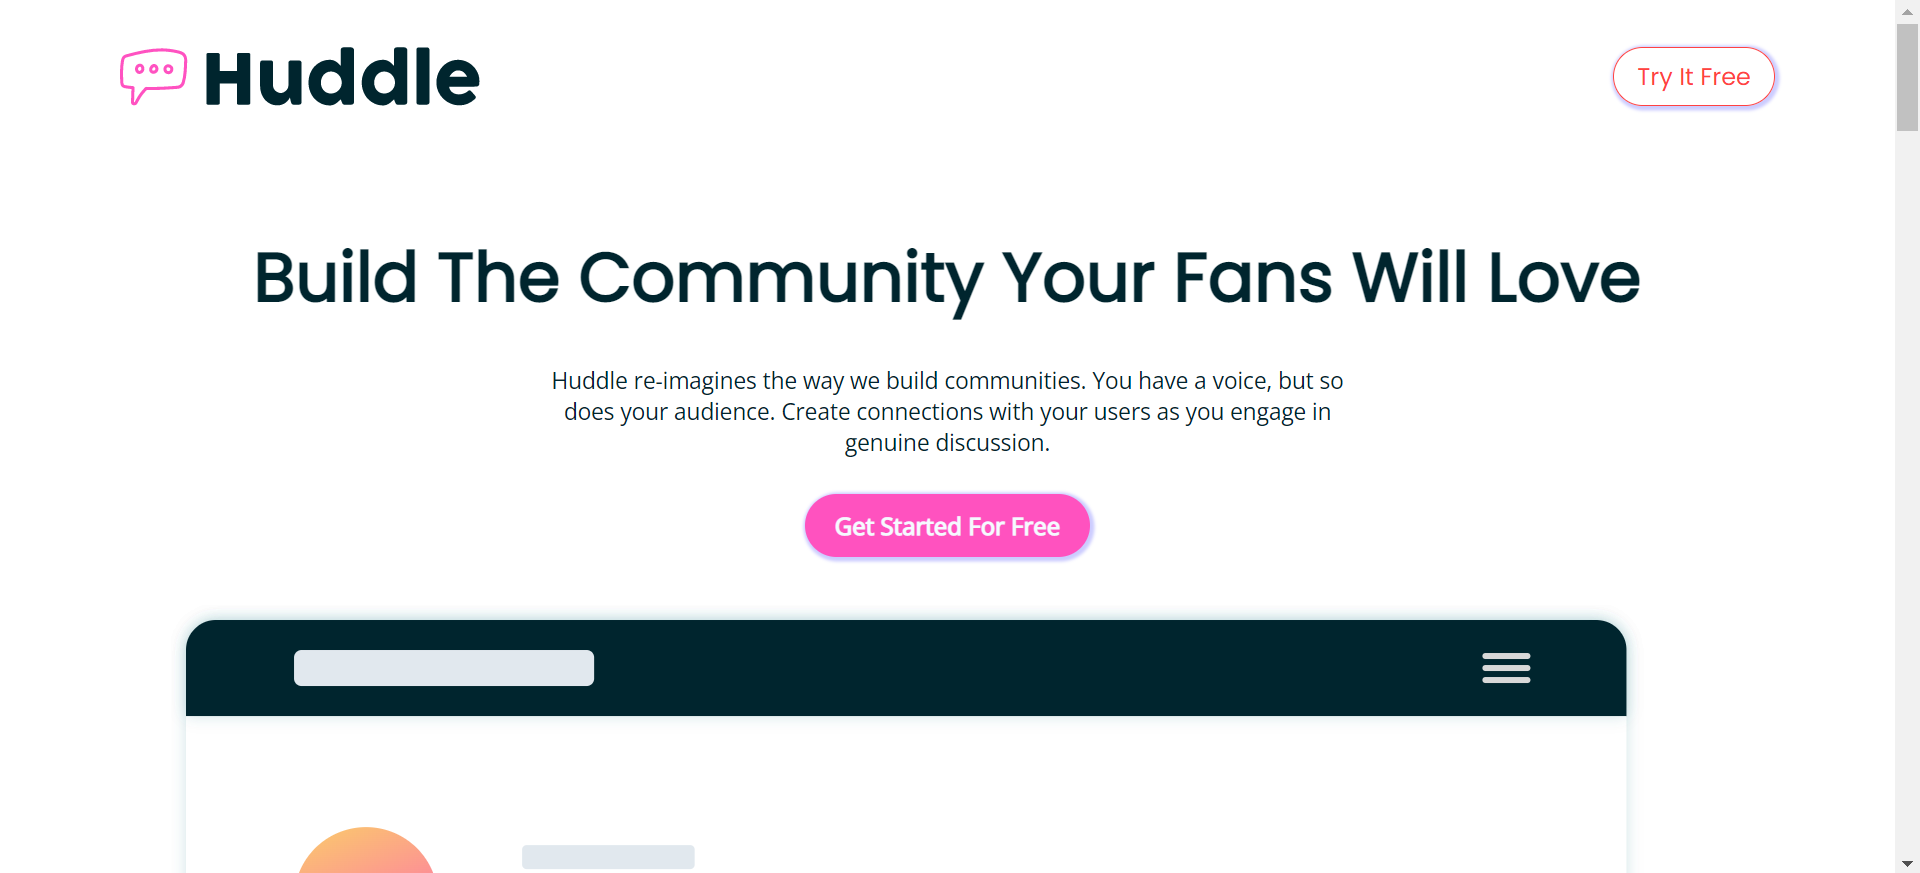 Huddle
Try It Free
Build The Community Your Fans Will Love
Huddle re-imagines the way we build communities. You have a voice, but so
does your audience. Create connections with your users as you engage in
genuine discussion.
Get Started For Free